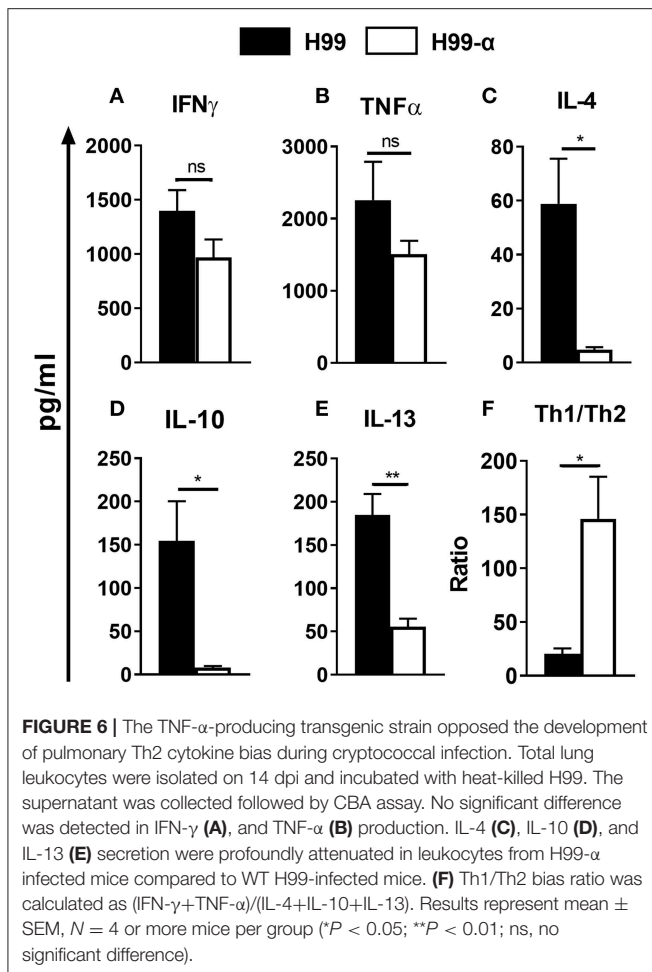 H99 H99-α
A IFNγ
B TNFα
C IL-4
pg/ml
2000
1500
1000
500
0
ns
3000
2000
1000
0
ns
80
60
40
20
0
*
D IL-10
E IL-13
F Th1/Th2
250
200
150
100
50
0
*
250
200
150
100
50
0
**
Ratio
200
150
100
50
0
*
FIGURE 6 | The TNF-α-producing transgenic strain opposed the development
of pulmonary Th2 cytokine bias during cryptococcal infection. Total lung
leukocytes were isolated on 14 dpi and incubated with heat-killed H99. The
supernatant was collected followed by CBA assay. No significant difference
was detected in IFN-γ (A), and TNF-α (B) production. IL-4 (C), IL-10 (D), and
IL-13 (E) secretion were profoundly attenuated in leukocytes from H99-α
infected mice compared to WT H99-infected mice. (F) Th1/Th2 bias ratio was
calculated as (IFN-γ+TNF-α)/(IL-4+IL-10+IL-13). Results represent mean ±
SEM, N = 4 or more mice per group (*P < 0.05; **P < 0.01; ns, no
significant difference).